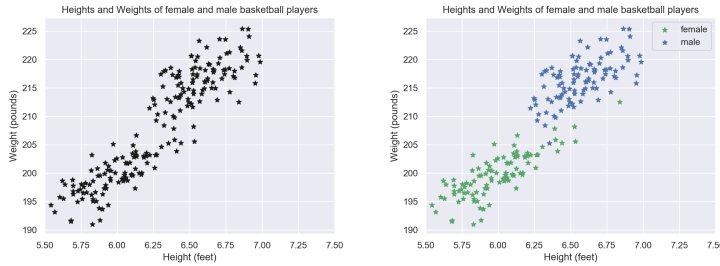 Heights and Weights of female and male basketball players
225
220
215
210
205
200
195
190
Weight (pounds)
5.50 5.75 6.00 6.25 6.50 6.75 7.00 7.25 7.50
Height (feet)
Heights and Weights of female and male basketball players
female
male
225
220
215
210
205
200
195
190
Weight (pounds)
5.50 5.75 6.00 6.25 6.50 6.75 7.00 7.25 7.50
Height (feet)